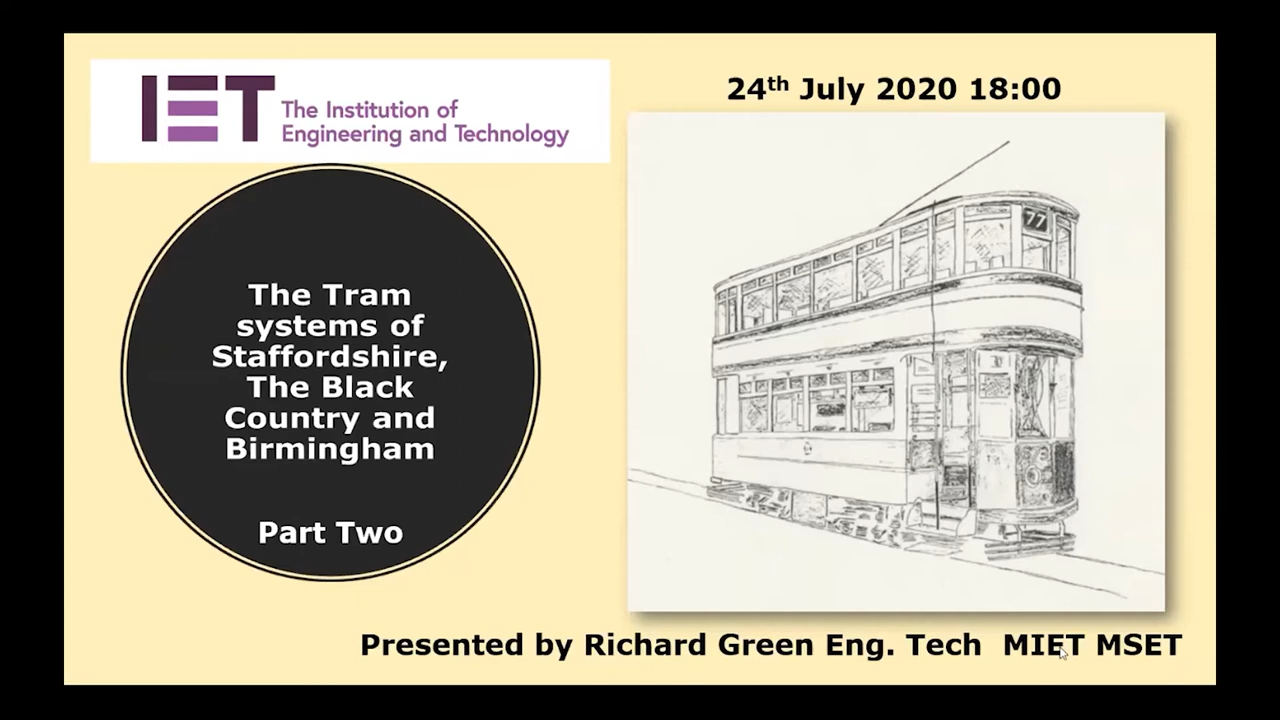 IET
The Institution of
Engineering and Technology
24th July 2020 18:00
77
The Tram
systems of
Staffordshire,
The Black
Country and
Birmingham
Part Two
Presented by Richard Green Eng. Tech MIET MSET